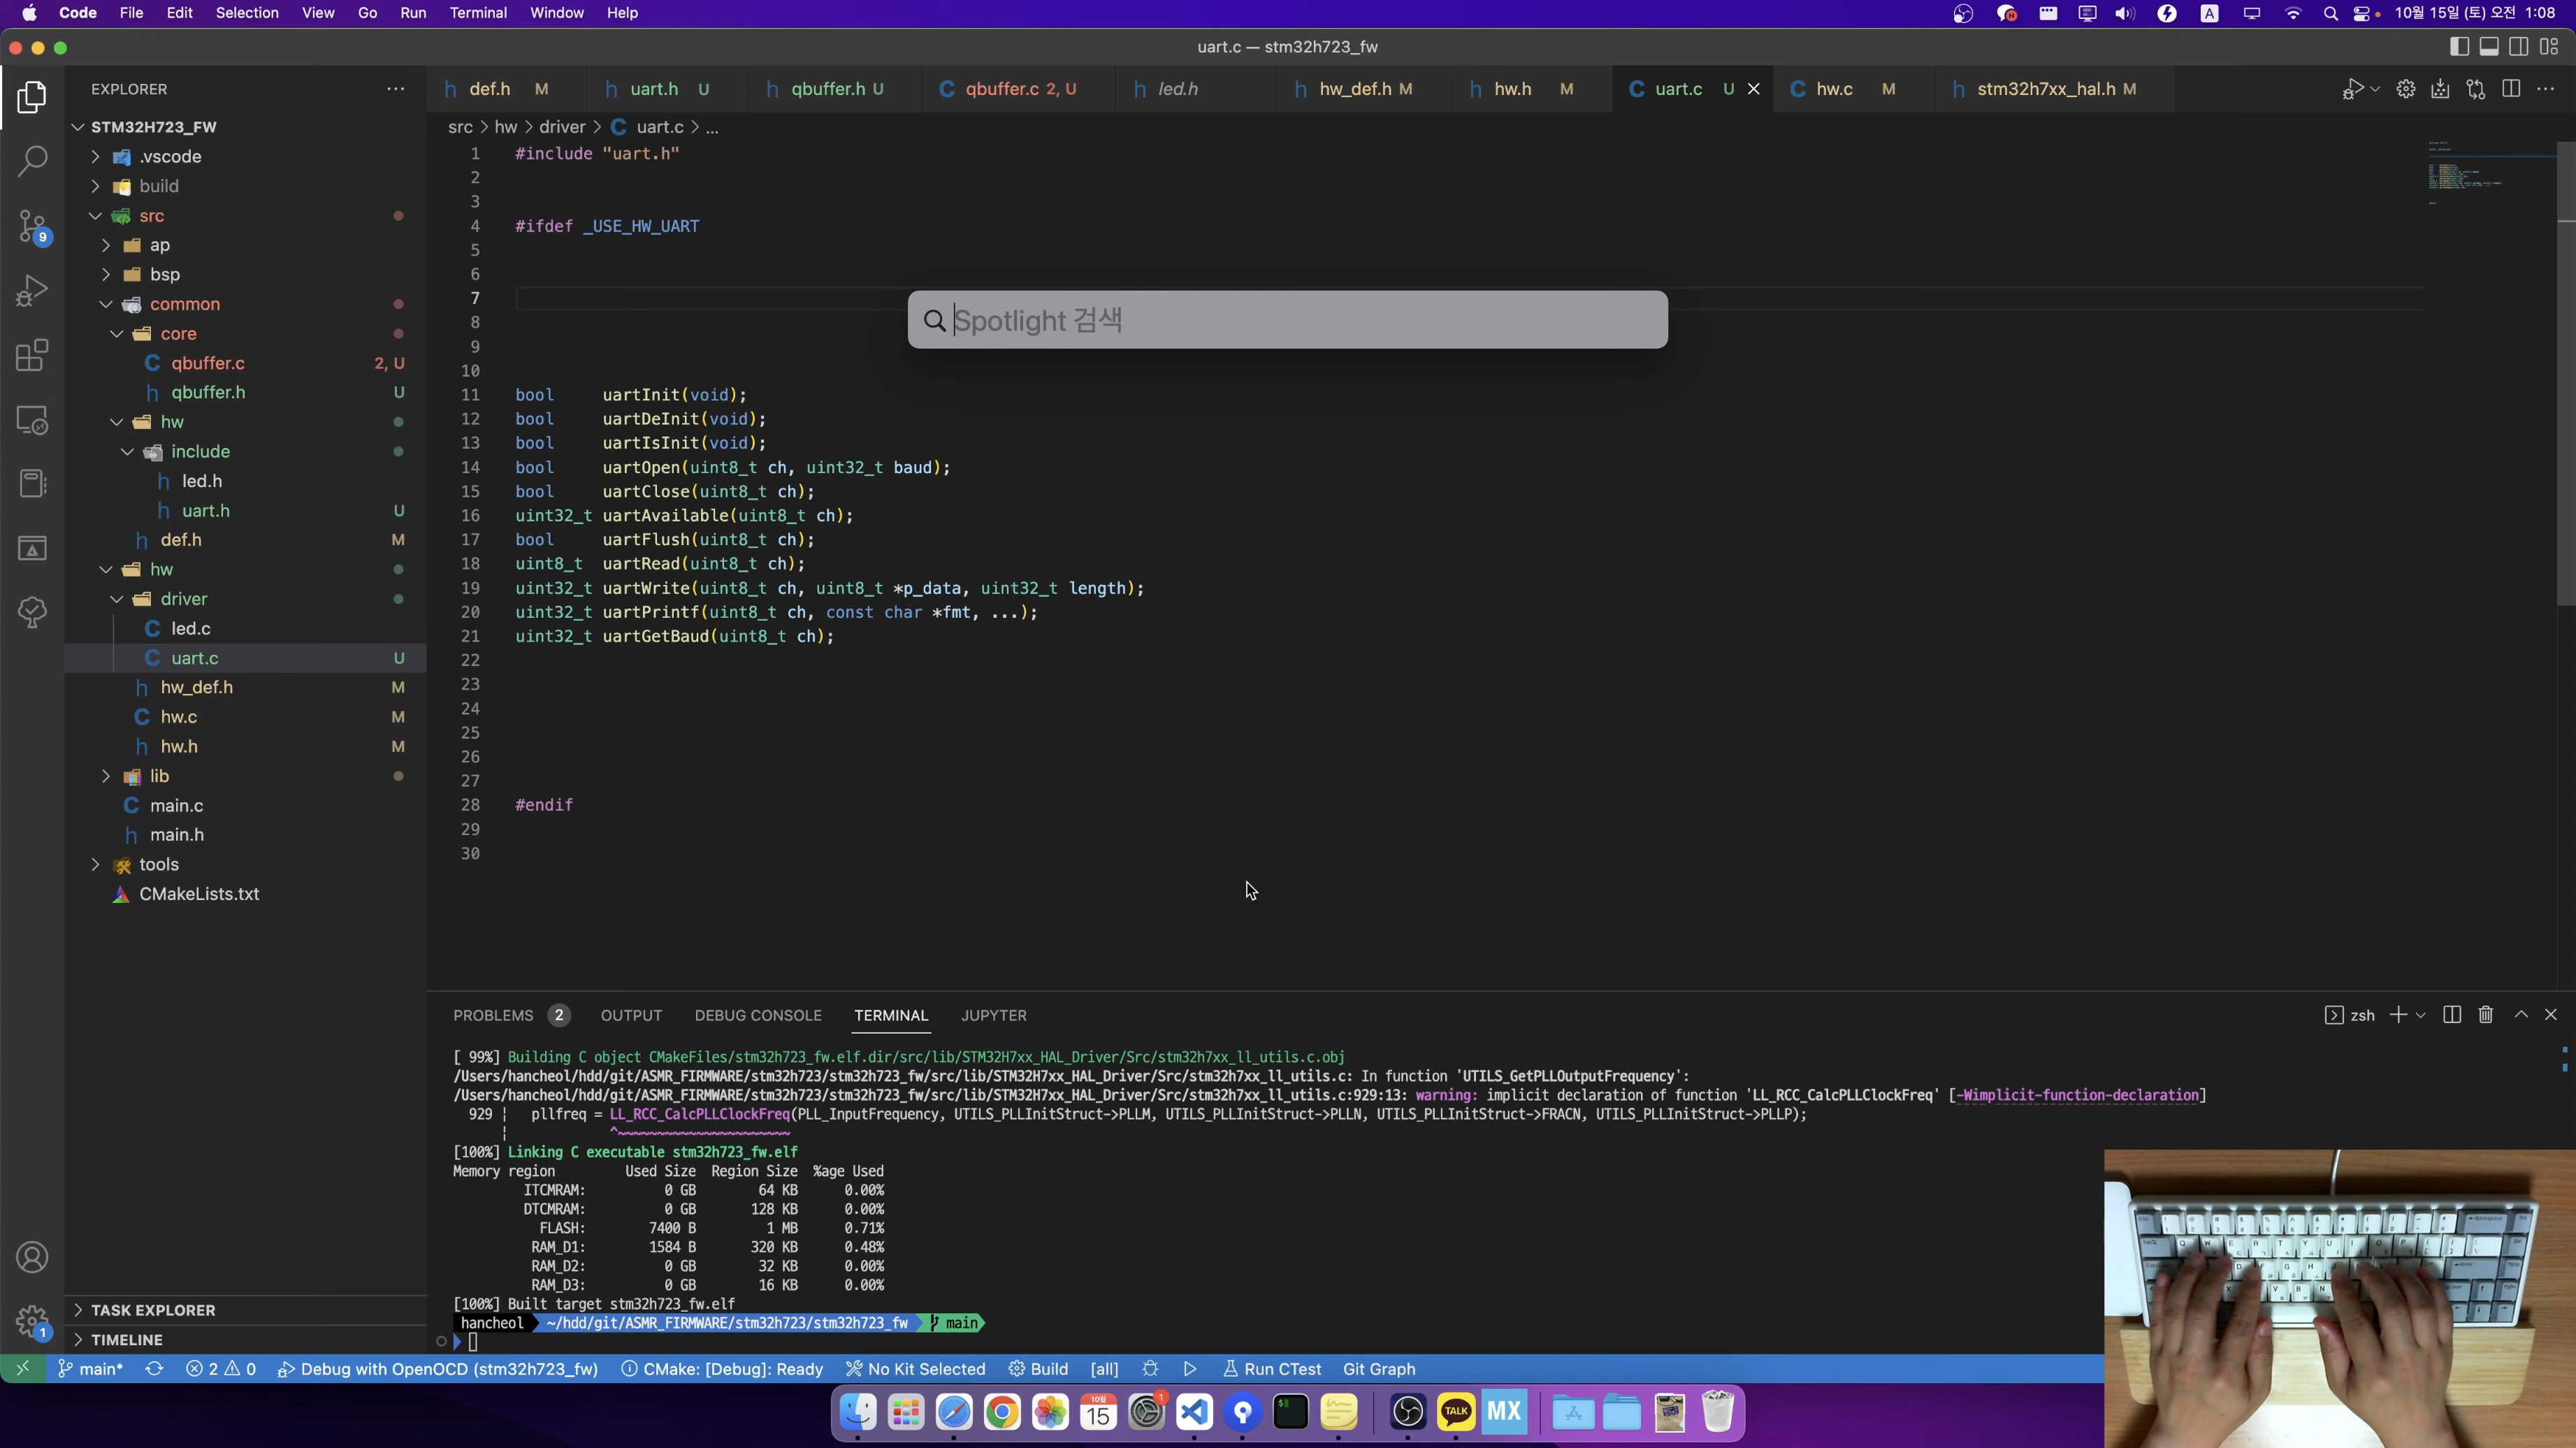 Code File Edit Selection View Go Run Terminal Window Help
A 10월 15일 (토) 오전 1:08
uart.c — stm32h723_fw
EXPLORER
def.h M
uart.h U
qbuffer.h U
qbuffer.c 2, U
led.h
hw_def.h M
hw.h M
uart.c U
hw.c M
stm32h7xx_hal.h M
src > hw > driver > C uart.c > ...
STM32H723_FW
.vscode
build
src
ap
bsp
common
core
qbuffer.c 2, U
qbuffer.h U
hw
include
led.h
uart.h U
def.h M
hw
driver
led.c
uart.c U
hw_def.h M
hw.c M
hw.h M
lib
main.c
main.h
tools
CMakeLists.txt
TASK EXPLORER
TIMELINE
9
1
1 #include "uart.h"
2
3
4 #ifdef _USE_HW_UART
5
6
7
8
9
10
11 bool uartInit(void);
12 bool uartDeInit(void);
13 bool uartIsInit(void);
14 bool uartOpen(uint8_t ch, uint32_t baud);
15 bool uartClose(uint8_t ch);
16 uint32_t uartAvailable(uint8_t ch);
17 bool uartFlush(uint8_t ch);
18 uint8_t uartRead(uint8_t ch);
19 uint32_t uartWrite(uint8_t ch, uint8_t *p_data, uint32_t length);
20 uint32_t uartPrintf(uint8_t ch, const char *fmt, ...);
21 uint32_t uartGetBaud(uint8_t ch);
22
23
24
25
26
27
28 #endif
29
30
Spotlight 검색
PROBLEMS 2 OUTPUT DEBUG CONSOLE TERMINAL JUPYTER
zsh
[ 99%] Building C object CMakeFiles/stm32h723_fw.elf.dir/src/lib/STM32H7xx_HAL_Driver/Src/stm32h7xx_ll_utils.c.obj
/Users/hancheol/hdd/git/ASMR_FIRMWARE/stm32h723/stm32h723_fw/src/lib/STM32H7xx_HAL_Driver/Src/stm32h7xx_ll_utils.c: In function 'UTILS_GetPLLOutputFrequency':
/Users/hancheol/hdd/git/ASMR_FIRMWARE/stm32h723/stm32h723_fw/src/lib/STM32H7xx_HAL_Driver/Src/stm32h7xx_ll_utils.c:929:13: warning: implicit declaration of function 'LL_RCC_CalcPLLClockFreq' [-Wimplicit-function-declaration]
929 | pllfreq = LL_RCC_CalcPLLClockFreq(PLL_InputFrequency, UTILS_PLLInitStruct->PLLM, UTILS_PLLInitStruct->PLLN, UTILS_PLLInitStruct->FRACN, UTILS_PLLInitStruct->PLLP);
| ^~~~~~~~~~~~~~~~~~~~~~~
[100%] Linking C executable stm32h723_fw.elf
Memory region Used Size Region Size %age Used
ITCMRAM: 0 GB 64 KB 0.00%
DTCMRAM: 0 GB 128 KB 0.00%
FLASH: 7400 B 1 MB 0.71%
RAM_D1: 1584 B 320 KB 0.48%
RAM_D2: 0 GB 32 KB 0.00%
RAM_D3: 0 GB 16 KB 0.00%
[100%] Built target stm32h723_fw.elf
hancheol ~/hdd/git/ASMR_FIRMWARE/stm32h723/stm32h723_fw main
main* 2 0 Debug with OpenOCD (stm32h723_fw) CMake: [Debug]: Ready No Kit Selected Build [all] Run CTest Git Graph
10월
15
1
TALK
MX